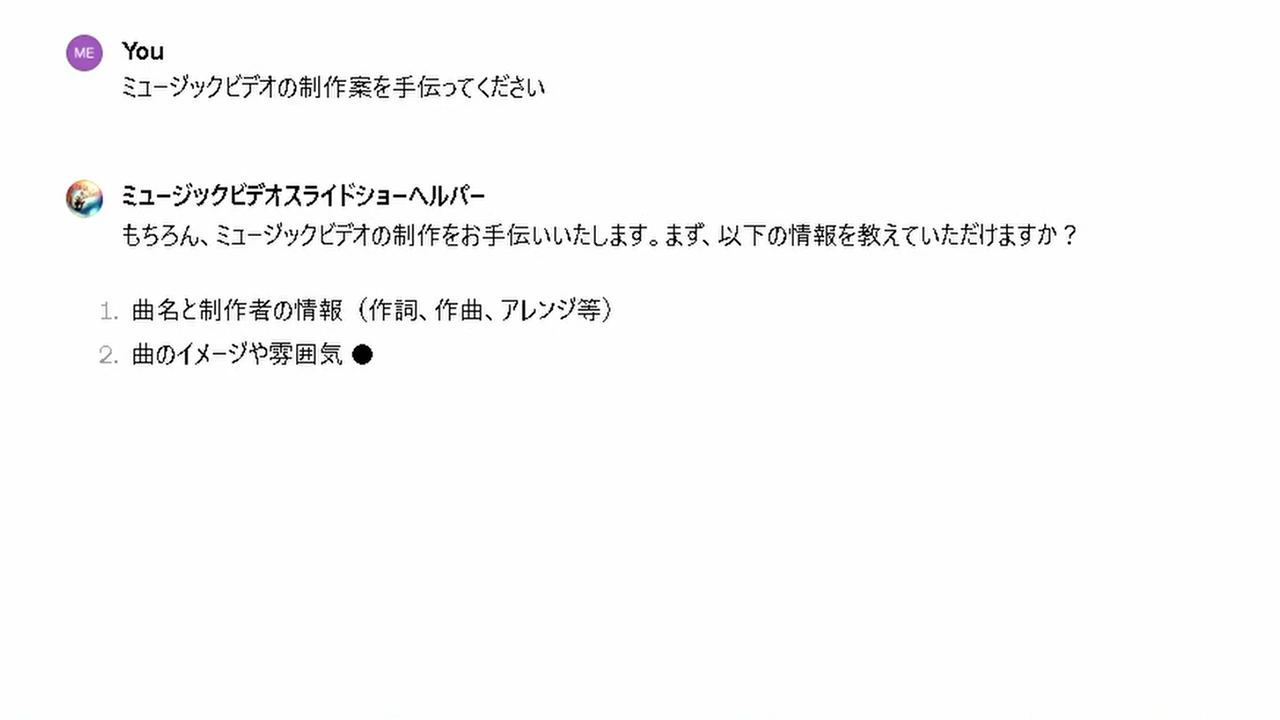 ME
You
ミュージックビデオの制作案を手伝ってください
ミュージックビデオスライドショーヘルパー
もちろん、ミュージックビデオの制作をお手伝いいたします。まず、以下の情報を教えていただけますか？
1. 曲名と制作者の情報（作詞、作曲、アレンジ等）
2. 曲のイメージや雰囲気